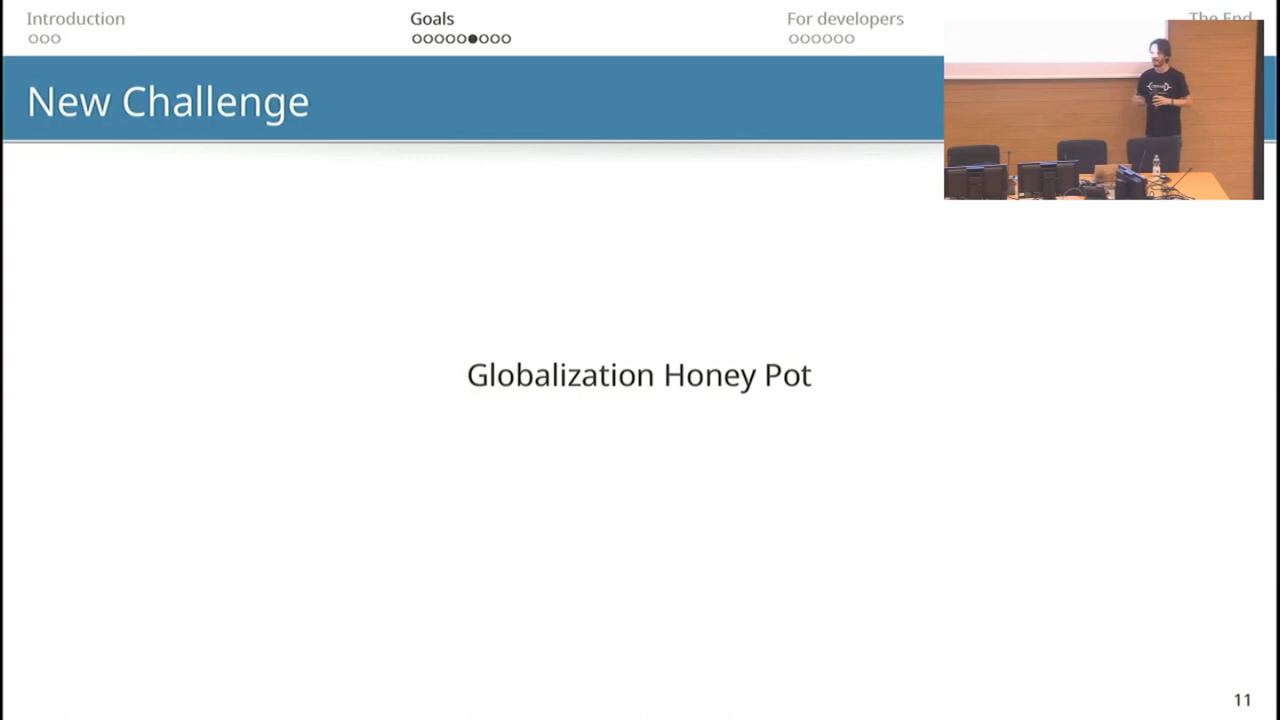 Introduction
Goals
For developers
The End
New Challenge
Globalization Honey Pot
11